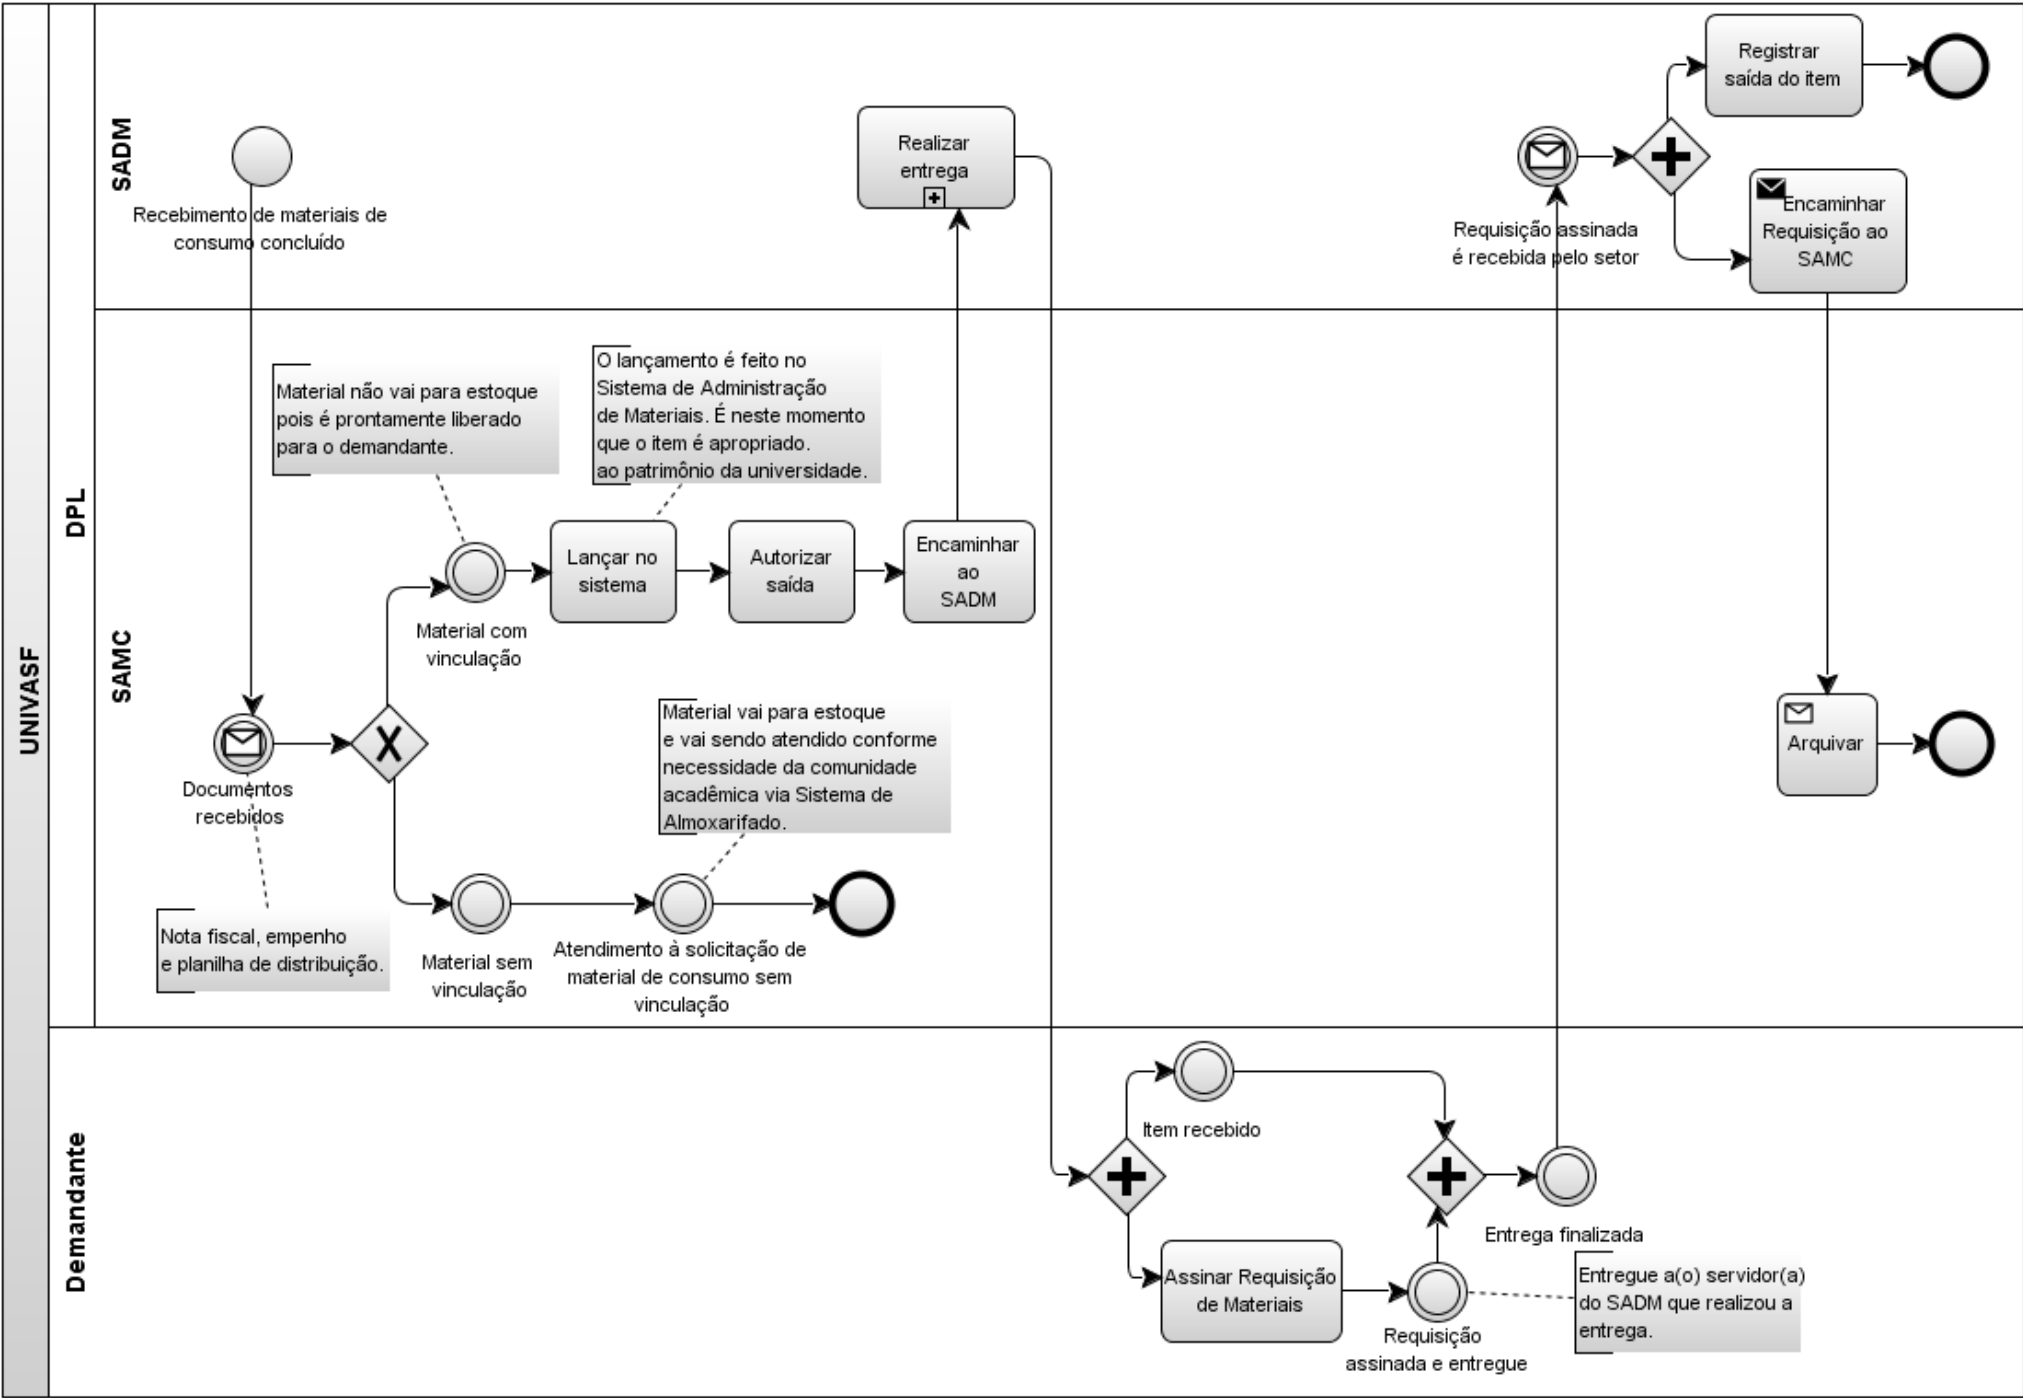 UNIVASF
DPL
SADM
Recebimento de materiais de
consumo concluído
Realizar
entrega
Requisição assinada
é recebida pelo setor
Registrar
saída do item
Encaminhar
Requisição ao
SAMC
SAMC
Material não vai para estoque
pois é prontamente liberado
para o demandante.
O lançamento é feito no
Sistema de Administração
de Materiais. É neste momento
que o item é apropriado.
ao patrimônio da universidade.
Material com
vinculação
Lançar no
sistema
Autorizar
saída
Encaminhar
ao
SADM
Documentos
recebidos
Nota fiscal, empenho
e planilha de distribuição.
Material vai para estoque
e vai sendo atendido conforme
necessidade da comunidade
acadêmica via Sistema de
Almoxarifado.
Material sem
vinculação
Atendimento à solicitação de
material de consumo sem
vinculação
Arquivar
Demandante
Item recebido
Assinar Requisição
de Materiais
Requisição
assinada e entregue
Entrega finalizada
Entregue a(o) servidor(a)
do SADM que realizou a
entrega.